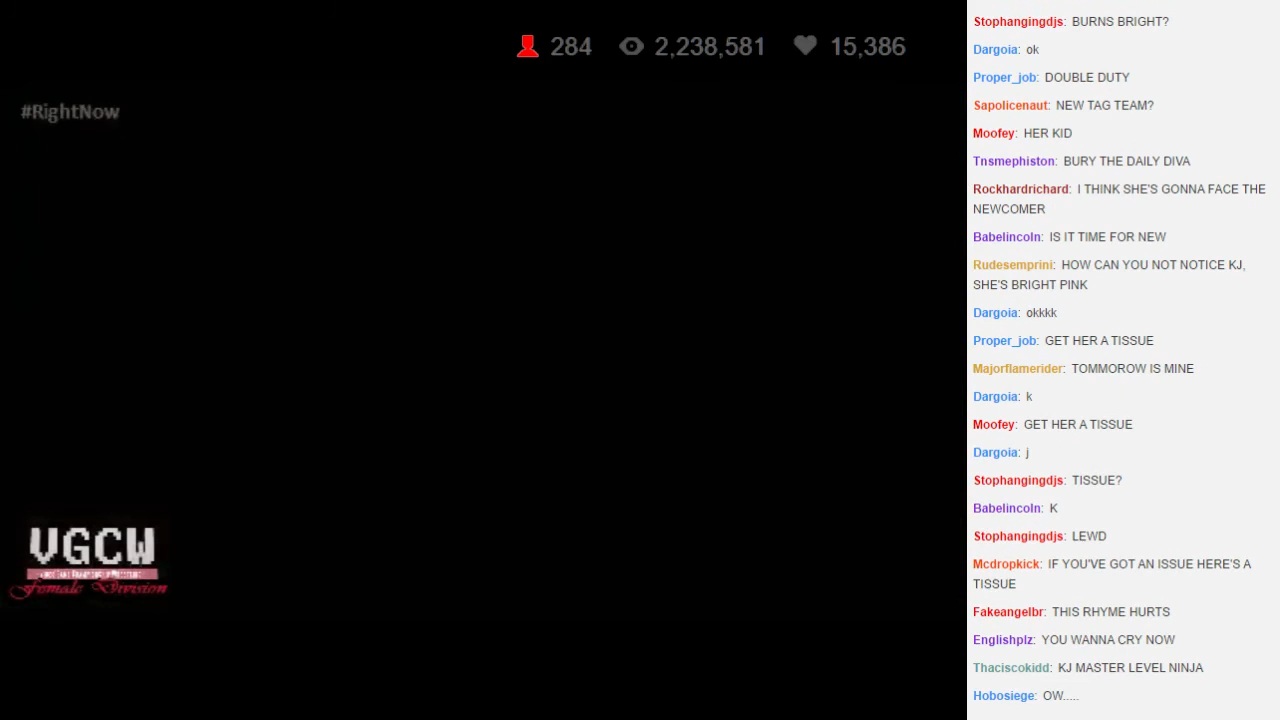 284 2,238,581 15,386
#RightNow
VGCW
Female Division
Stophangingdjs: BURNS BRIGHT?
Dargoia: ok
Proper_job: DOUBLE DUTY
Sapolicenaut: NEW TAG TEAM?
Moofey: HER KID
Tnsmephiston: BURY THE DAILY DIVA
Rockhardrichard: I THINK SHE'S GONNA FACE THE
NEWCOMER
Babelincoln: IS IT TIME FOR NEW
Rudesemprini: HOW CAN YOU NOT NOTICE KJ,
SHE'S BRIGHT PINK
Dargoia: okkkk
Proper_job: GET HER A TISSUE
Majorflamerider: TOMMOROW IS MINE
Dargoia: k
Moofey: GET HER A TISSUE
Dargoia: j
Stophangingdjs: TISSUE?
Babelincoln: K
Stophangingdjs: LEWD
Mcdropkick: IF YOU'VE GOT AN ISSUE HERE'S A
TISSUE
Fakeangelbr: THIS RHYME HURTS
Englishplz: YOU WANNA CRY NOW
Thaciscokidd: KJ MASTER LEVEL NINJA
Hobosiege: OW.....